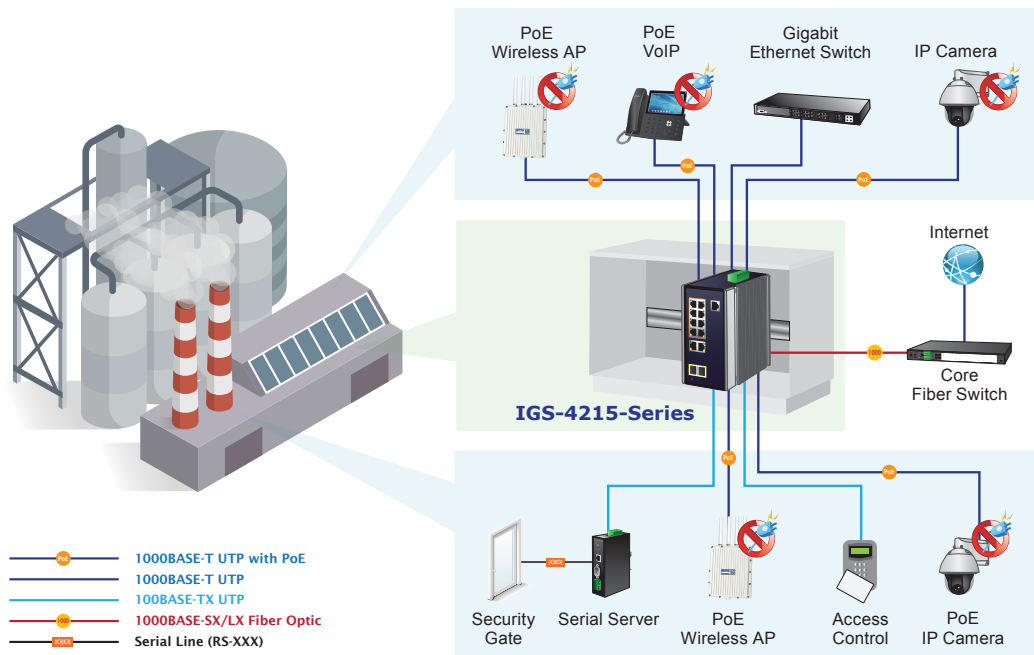 PoE
Wireless AP
PoE
VoIP
Gigabit
Ethernet Switch
IP Camera
PoE
PoE
PoE
Internet
1000
Core
Fiber Switch
IGS-4215-Series
PoE
PoE
|O|O|
Security
Gate
Serial Server
PoE
Wireless AP
Access
Control
PoE
IP Camera
PoE
1000BASE-T UTP with PoE
1000BASE-T UTP
100BASE-TX UTP
1000
1000BASE-SX/LX Fiber Optic
|O|O|
Serial Line (RS-XXX)